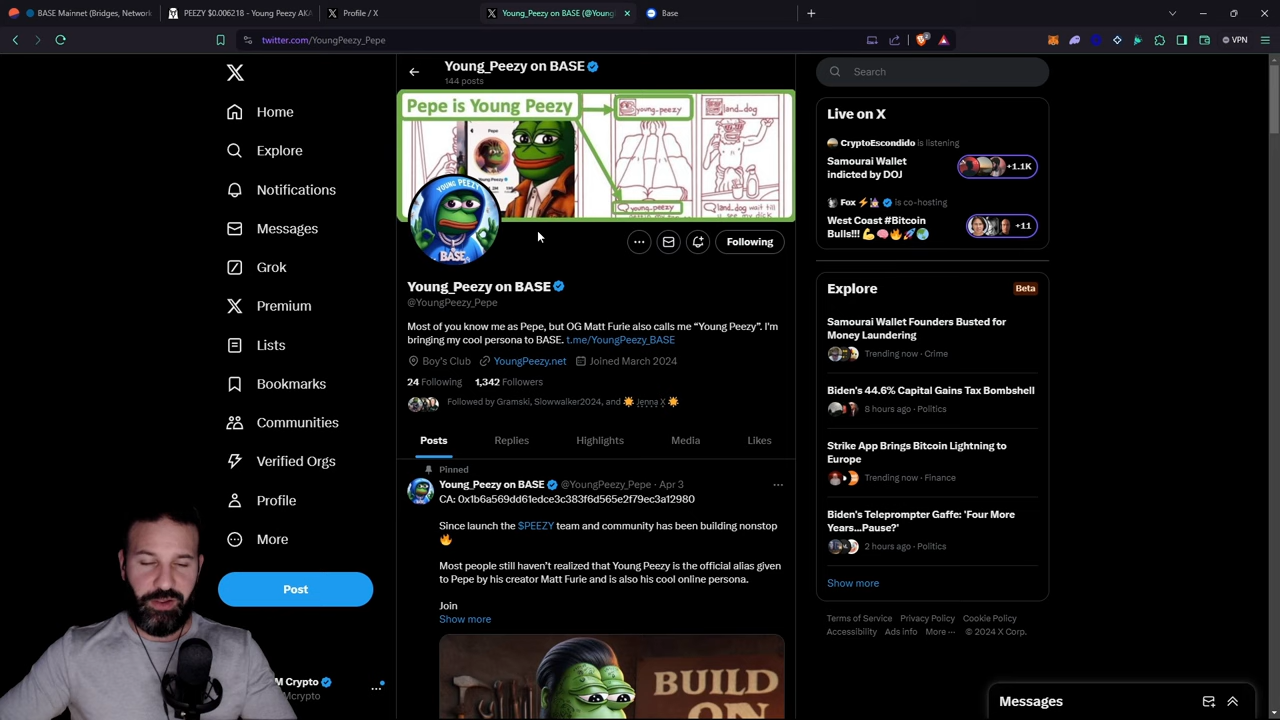 BASE Mainnet (Bridges, Network
PEEZY $0.006218 - Young Peezy AKA
Profile / X
Young_Peezy on BASE (@Young
Base
VPN
twitter.com/YoungPeezy_Pepe
Home
Explore
Notifications
Messages
Grok
Premium
Lists
Bookmarks
Communities
Verified Orgs
Profile
More
Post
M Crypto
Mcrypto
Young_Peezy on BASE
144 posts
Pepe is Young Peezy
young_peezy
land_dog
Pepe
YOUNG PEEZY
BASE
young_peezy
land_dog wait till
Following
Young_Peezy on BASE
@YoungPeezy_Pepe
Most of you know me as Pepe, but OG Matt Furie also calls me “Young Peezy”. I'm
bringing my cool persona to BASE. t.me/YoungPeezy_BASE
Boy's Club YoungPeezy.net Joined March 2024
24 Following 1,342 Followers
Followed by Gramski, Slowwalker2024, and 🌟 Jenna X 🌟
Posts Replies Highlights Media Likes
Pinned
Young_Peezy on BASE @YoungPeezy_Pepe · Apr 3
CA: 0x1b6a569dd61edce3c383f6d565e2f79ec3a12980
Since launch the $PEEZY team and community has been building nonstop
🔥
Most people still haven’t realized that Young Peezy is the official alias given
to Pepe by his creator Matt Furie and is also his cool online persona.
Join
Show more
BUILD
ON
Search
Live on X
CryptoEscondido is listening
Samourai Wallet
indicted by DOJ
+1.1K
Fox is co-hosting
West Coast #Bitcoin
Bulls!!! 💪🧠🔥🚀🌎
+11
Explore
Beta
Samourai Wallet Founders Busted for
Money Laundering
Trending now · Crime
Biden's 44.6% Capital Gains Tax Bombshell
8 hours ago · Politics
Strike App Brings Bitcoin Lightning to
Europe
Trending now · Finance
Biden's Teleprompter Gaffe: 'Four More
Years...Pause?'
2 hours ago · Politics
Show more
Terms of Service Privacy Policy Cookie Policy
Accessibility Ads info More ··· © 2024 X Corp.
Messages